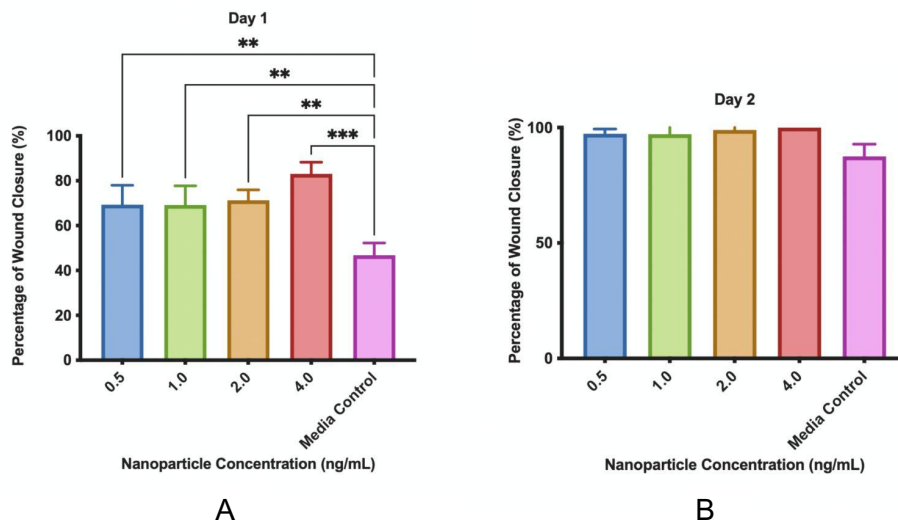 Day 1
**
**
**
***
Percentage of Wound Closure (%)
100
80
60
40
20
0
0.5
1.0
2.0
4.0
Media Control
Nanoparticle Concentration (ng/mL)
A
Day 2
Percentage of Wound Closure (%)
100
50
0
0.5
1.0
2.0
4.0
Media Control
Nanoparticle Concentration (ng/mL)
B